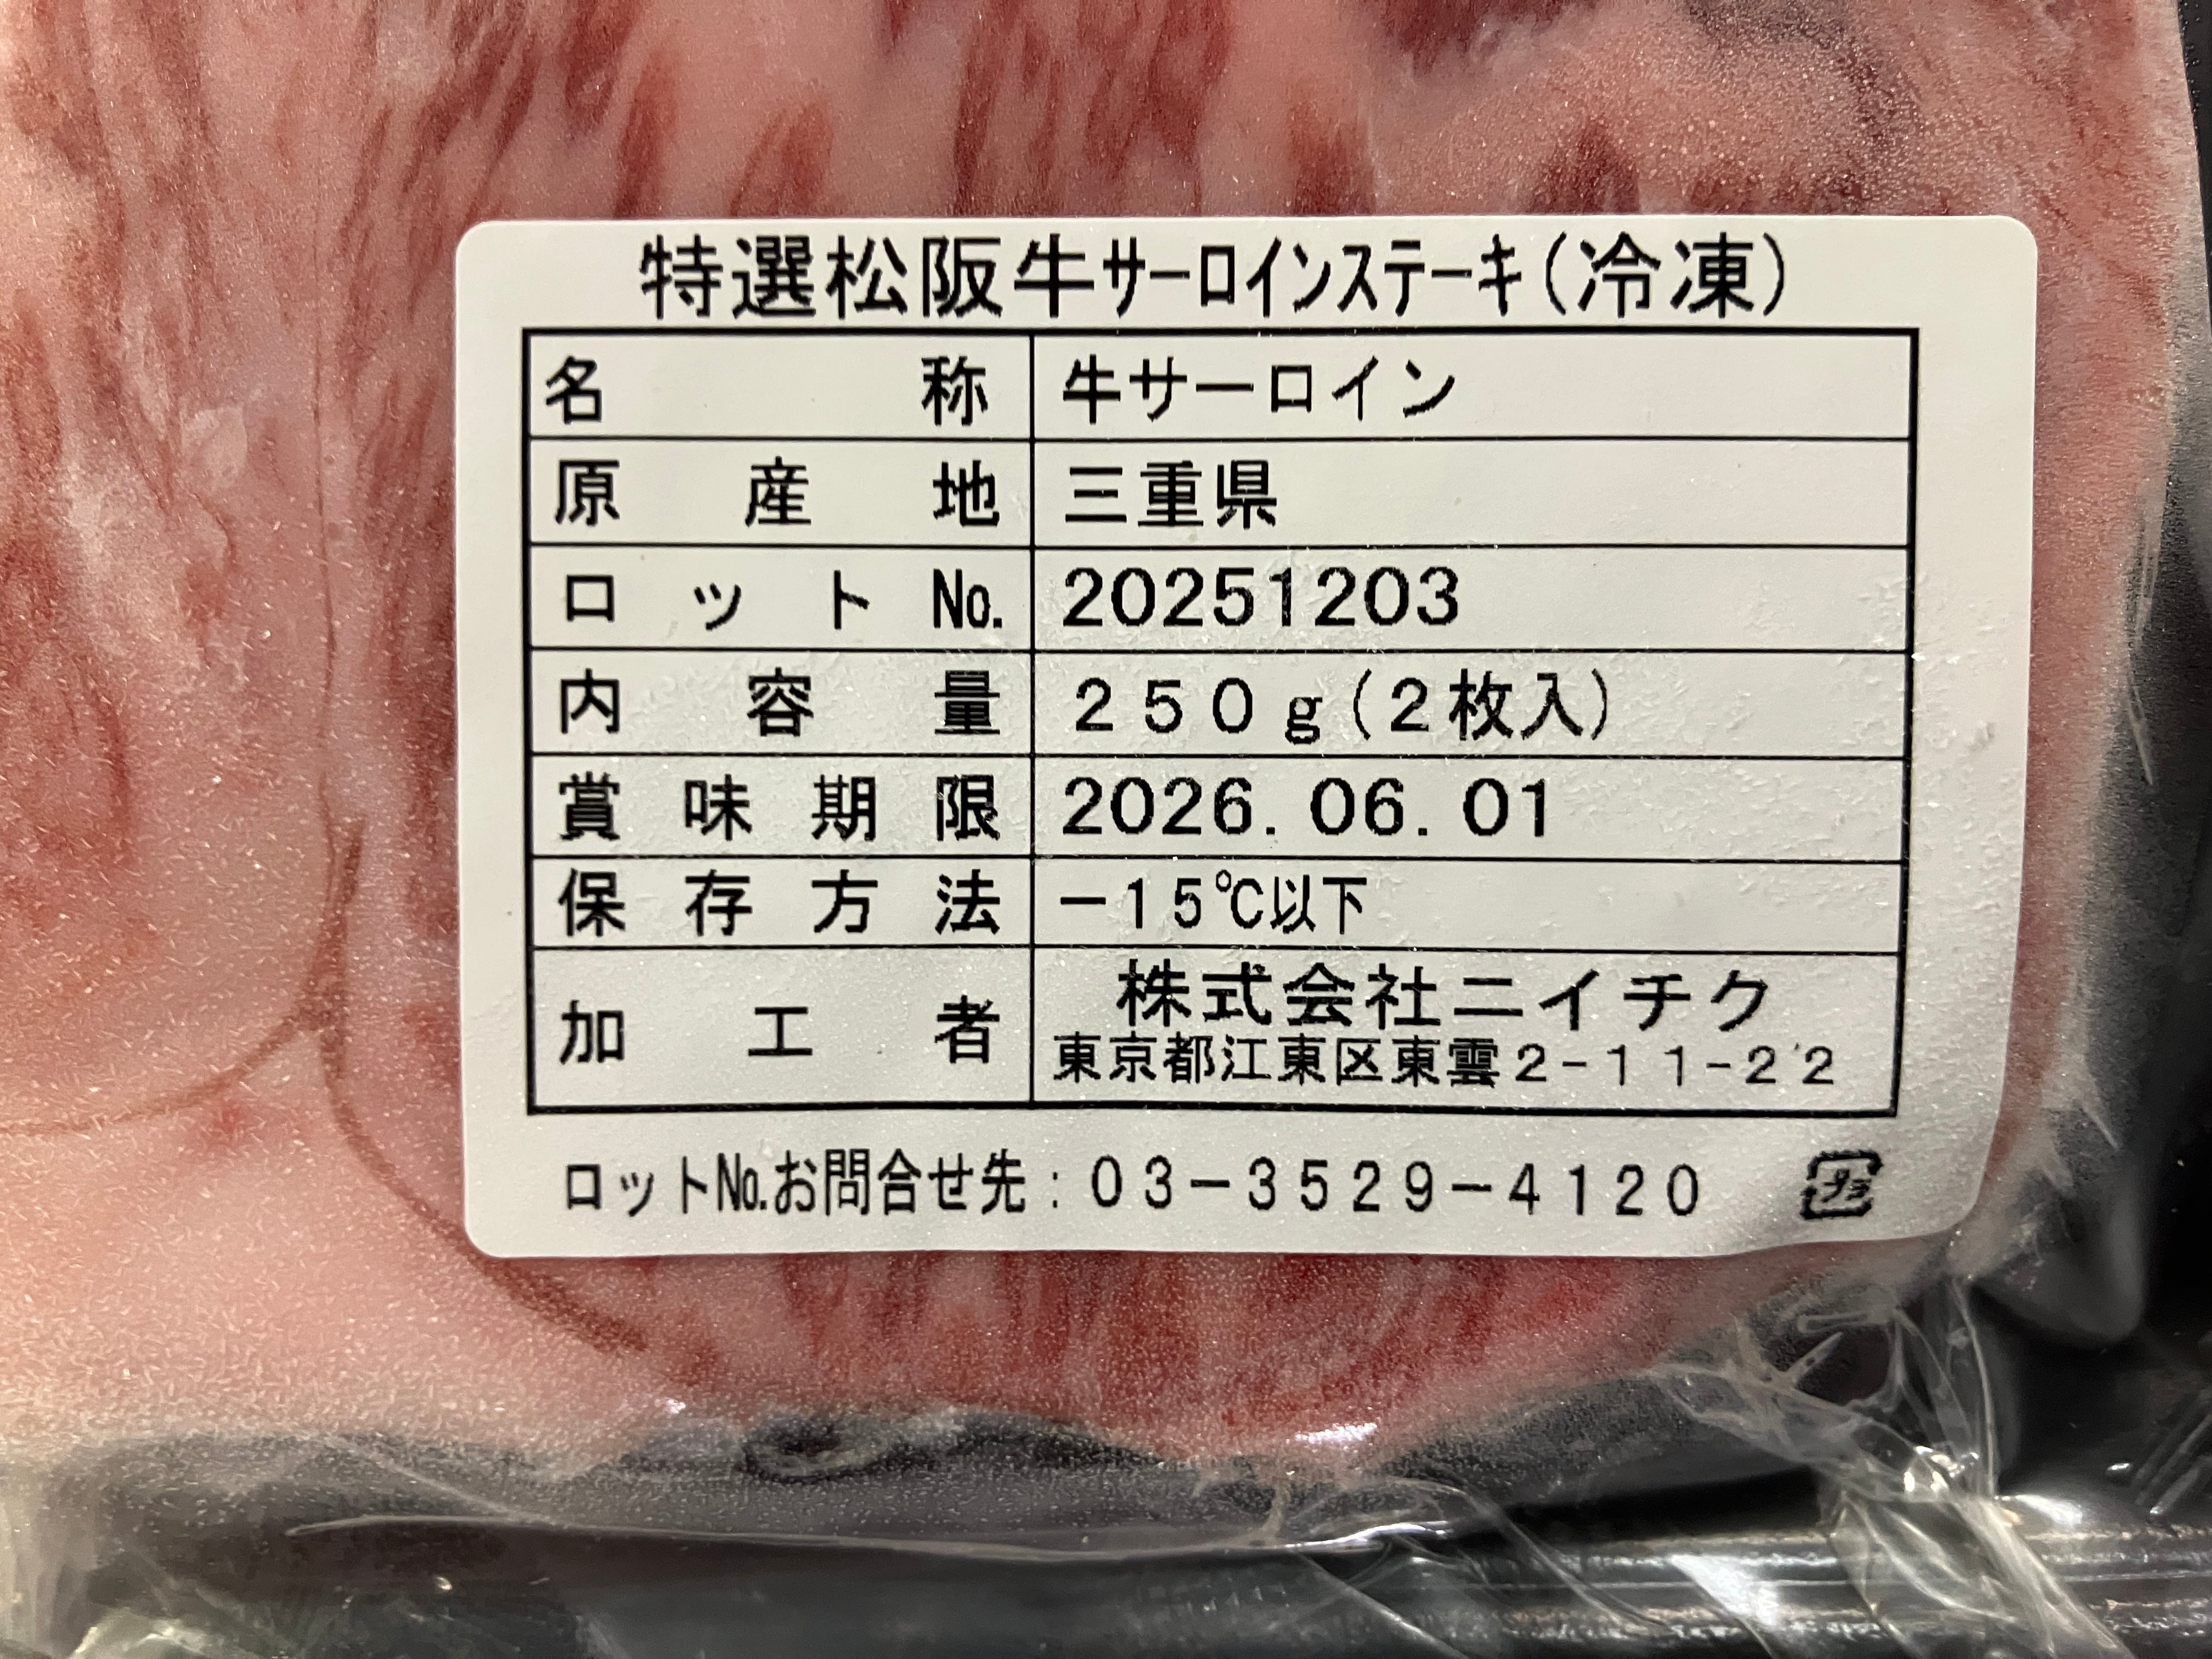 特選松阪牛サーロインステーキ(冷凍)
名称 牛サーロイン
原産地 三重県
ロットNo. 20251203
内容量 250g(2枚入)
賞味期限 2026.06.01
保存方法 -15℃以下
加工者 株式会社ニイチク
東京都江東区東雲2-11-22
ロットNo.お問合せ先:03-3529-4120 プラ